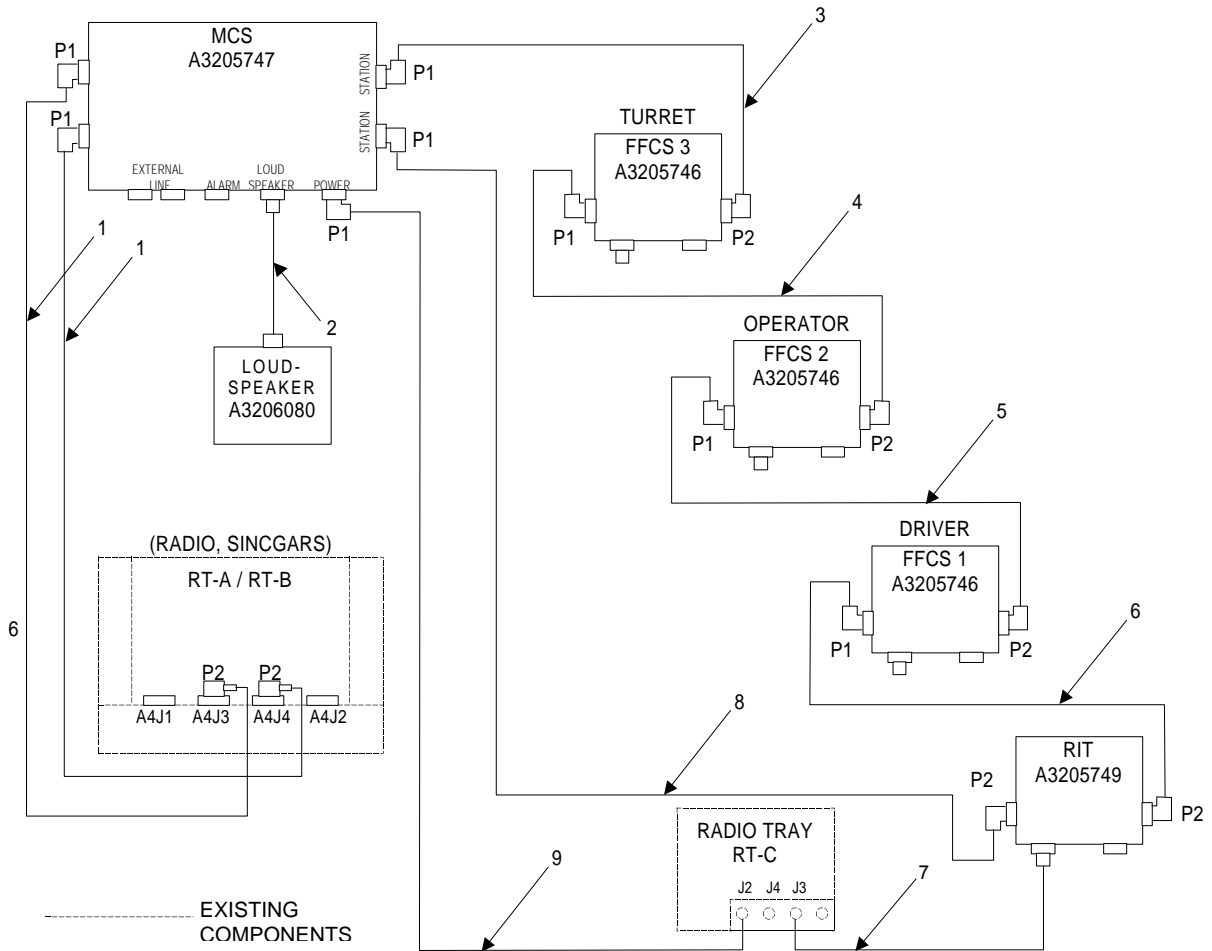 3
MCS
A3205747
P1
P1
STATION
STATION
P1
P1
TURRET
FFCS 3
A3205746
EXTERNAL
LINE
ALARM
LOUD
SPEAKER
POWER
P1
P1
P2
4
1
1
2
OPERATOR
FFCS 2
A3205746
LOUD-
SPEAKER
A3206080
P1
P2
5
(RADIO, SINCGARS)
RT-A / RT-B
DRIVER
FFCS 1
A3205746
6
P1
P2
6
P2
P2
A4J1
A4J3
A4J4
A4J2
8
RIT
A3205749
P2
P2
RADIO TRAY
RT-C
J2
J4
J3
9
7
EXISTING
COMPONENTS